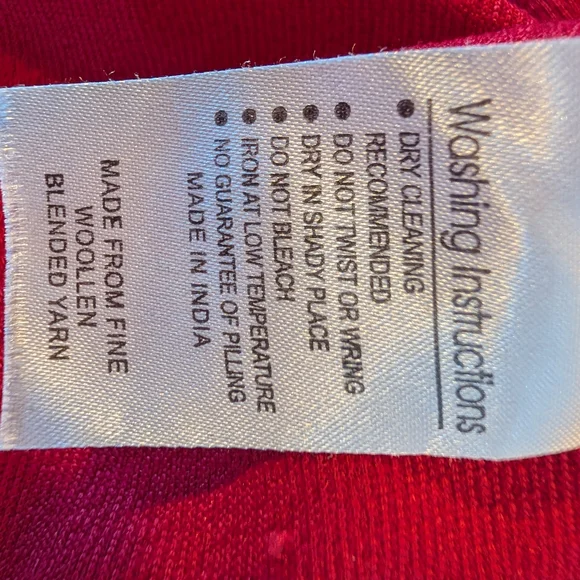 Washing Instructions
• DRY CLEANING
RECOMMENDED
• DO NOT TWIST OR WRING
• DRY IN SHADY PLACE
• DO NOT BLEACH
• IRON AT LOW TEMPERATURE
• NO GUARANTEE OF PILLING
MADE IN INDIA
MADE FROM FINE
WOOLLEN
BLENDED YARN